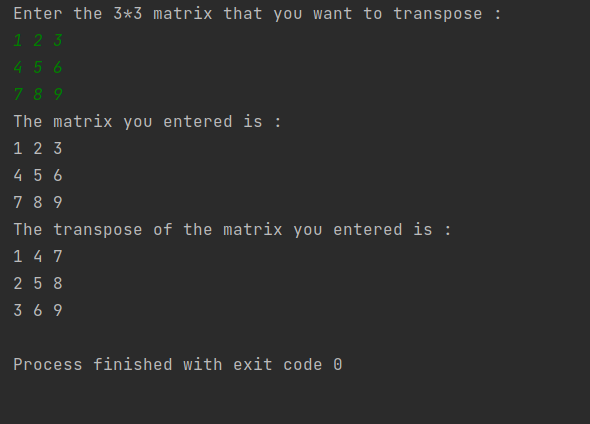 Enter the 3*3 matrix that you want to transpose :
1 2 3
4 5 6
7 8 9
The matrix you entered is :
1 2 3
4 5 6
7 8 9
The transpose of the matrix you entered is :
1 4 7
2 5 8
3 6 9
Process finished with exit code 0